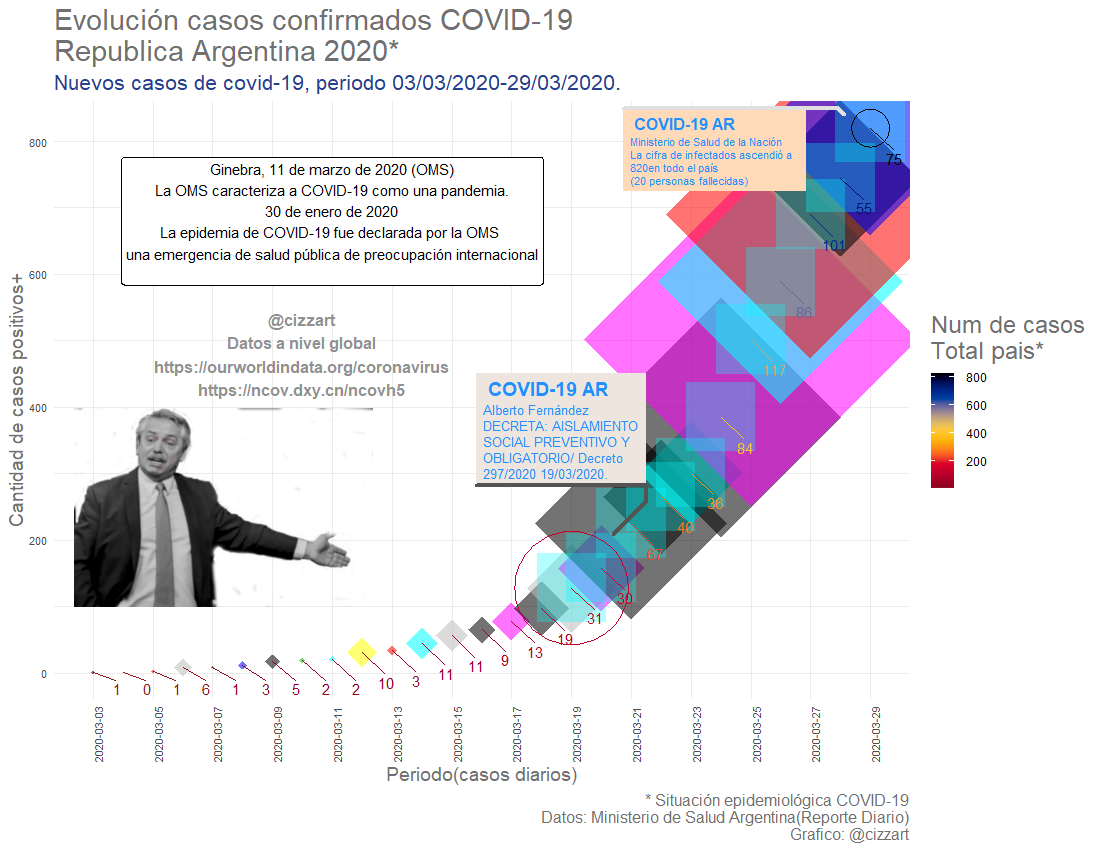 Evolución casos confirmados COVID-19
Republica Argentina 2020*
Nuevos casos de covid-19, periodo 03/03/2020-29/03/2020.
Cantidad de casos positivos+
800
600
400
200
0
Ginebra, 11 de marzo de 2020 (OMS)
La OMS caracteriza a COVID-19 como una pandemia.
30 de enero de 2020
La epidemia de COVID-19 fue declarada por la OMS
una emergencia de salud pública de preocupación internacional
@cizzart
Datos a nivel global
https://ourworldindata.org/coronavirus
https://ncov.dxy.cn/ncovh5
COVID-19 AR
Ministerio de Salud de la Nación
La cifra de infectados ascendió a
820en todo el país
(20 personas fallecidas)
COVID-19 AR
Alberto Fernández
DECRETA: AISLAMIENTO
SOCIAL PREVENTIVO Y
OBLIGATORIO/ Decreto
297/2020 19/03/2020.
1
0
1
6
1
3
5
2
2
10
3
11
11
9
13
19
31
30
67
40
36
84
117
86
101
55
75
2020-03-03
2020-03-05
2020-03-07
2020-03-09
2020-03-11
2020-03-13
2020-03-15
2020-03-17
2020-03-19
2020-03-21
2020-03-23
2020-03-25
2020-03-27
2020-03-29
Periodo(casos diarios)
Num de casos
Total pais*
800
600
400
200
* Situación epidemiológica COVID-19
Datos: Ministerio de Salud Argentina(Reporte Diario)
Grafico: @cizzart